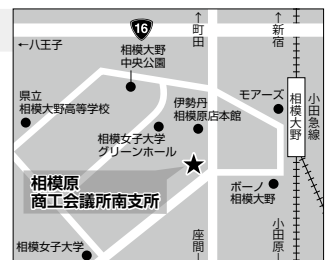 16
←八王子
↑
町田
↑
新宿
相模大野
中央公園
県立
相模大野高等学校
伊勢丹
相模原店本館
モアーズ
相模大野
小田急線
相模女子大学
グリーンホール
相模原
商工会議所南支所
ボーノ
相模大野
相模女子大学
座間
↓
小田原
↓